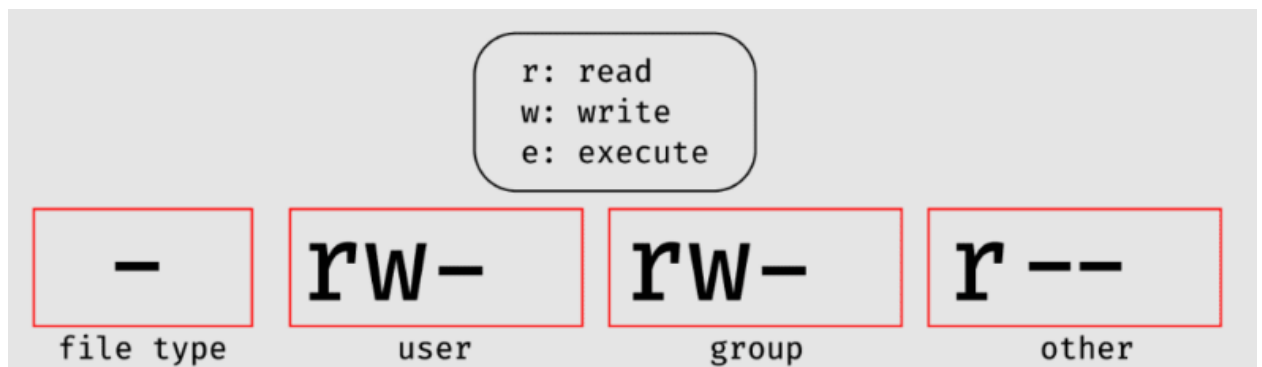 r: read
w: write
e: execute
- rw- rw- r--
file type user group other